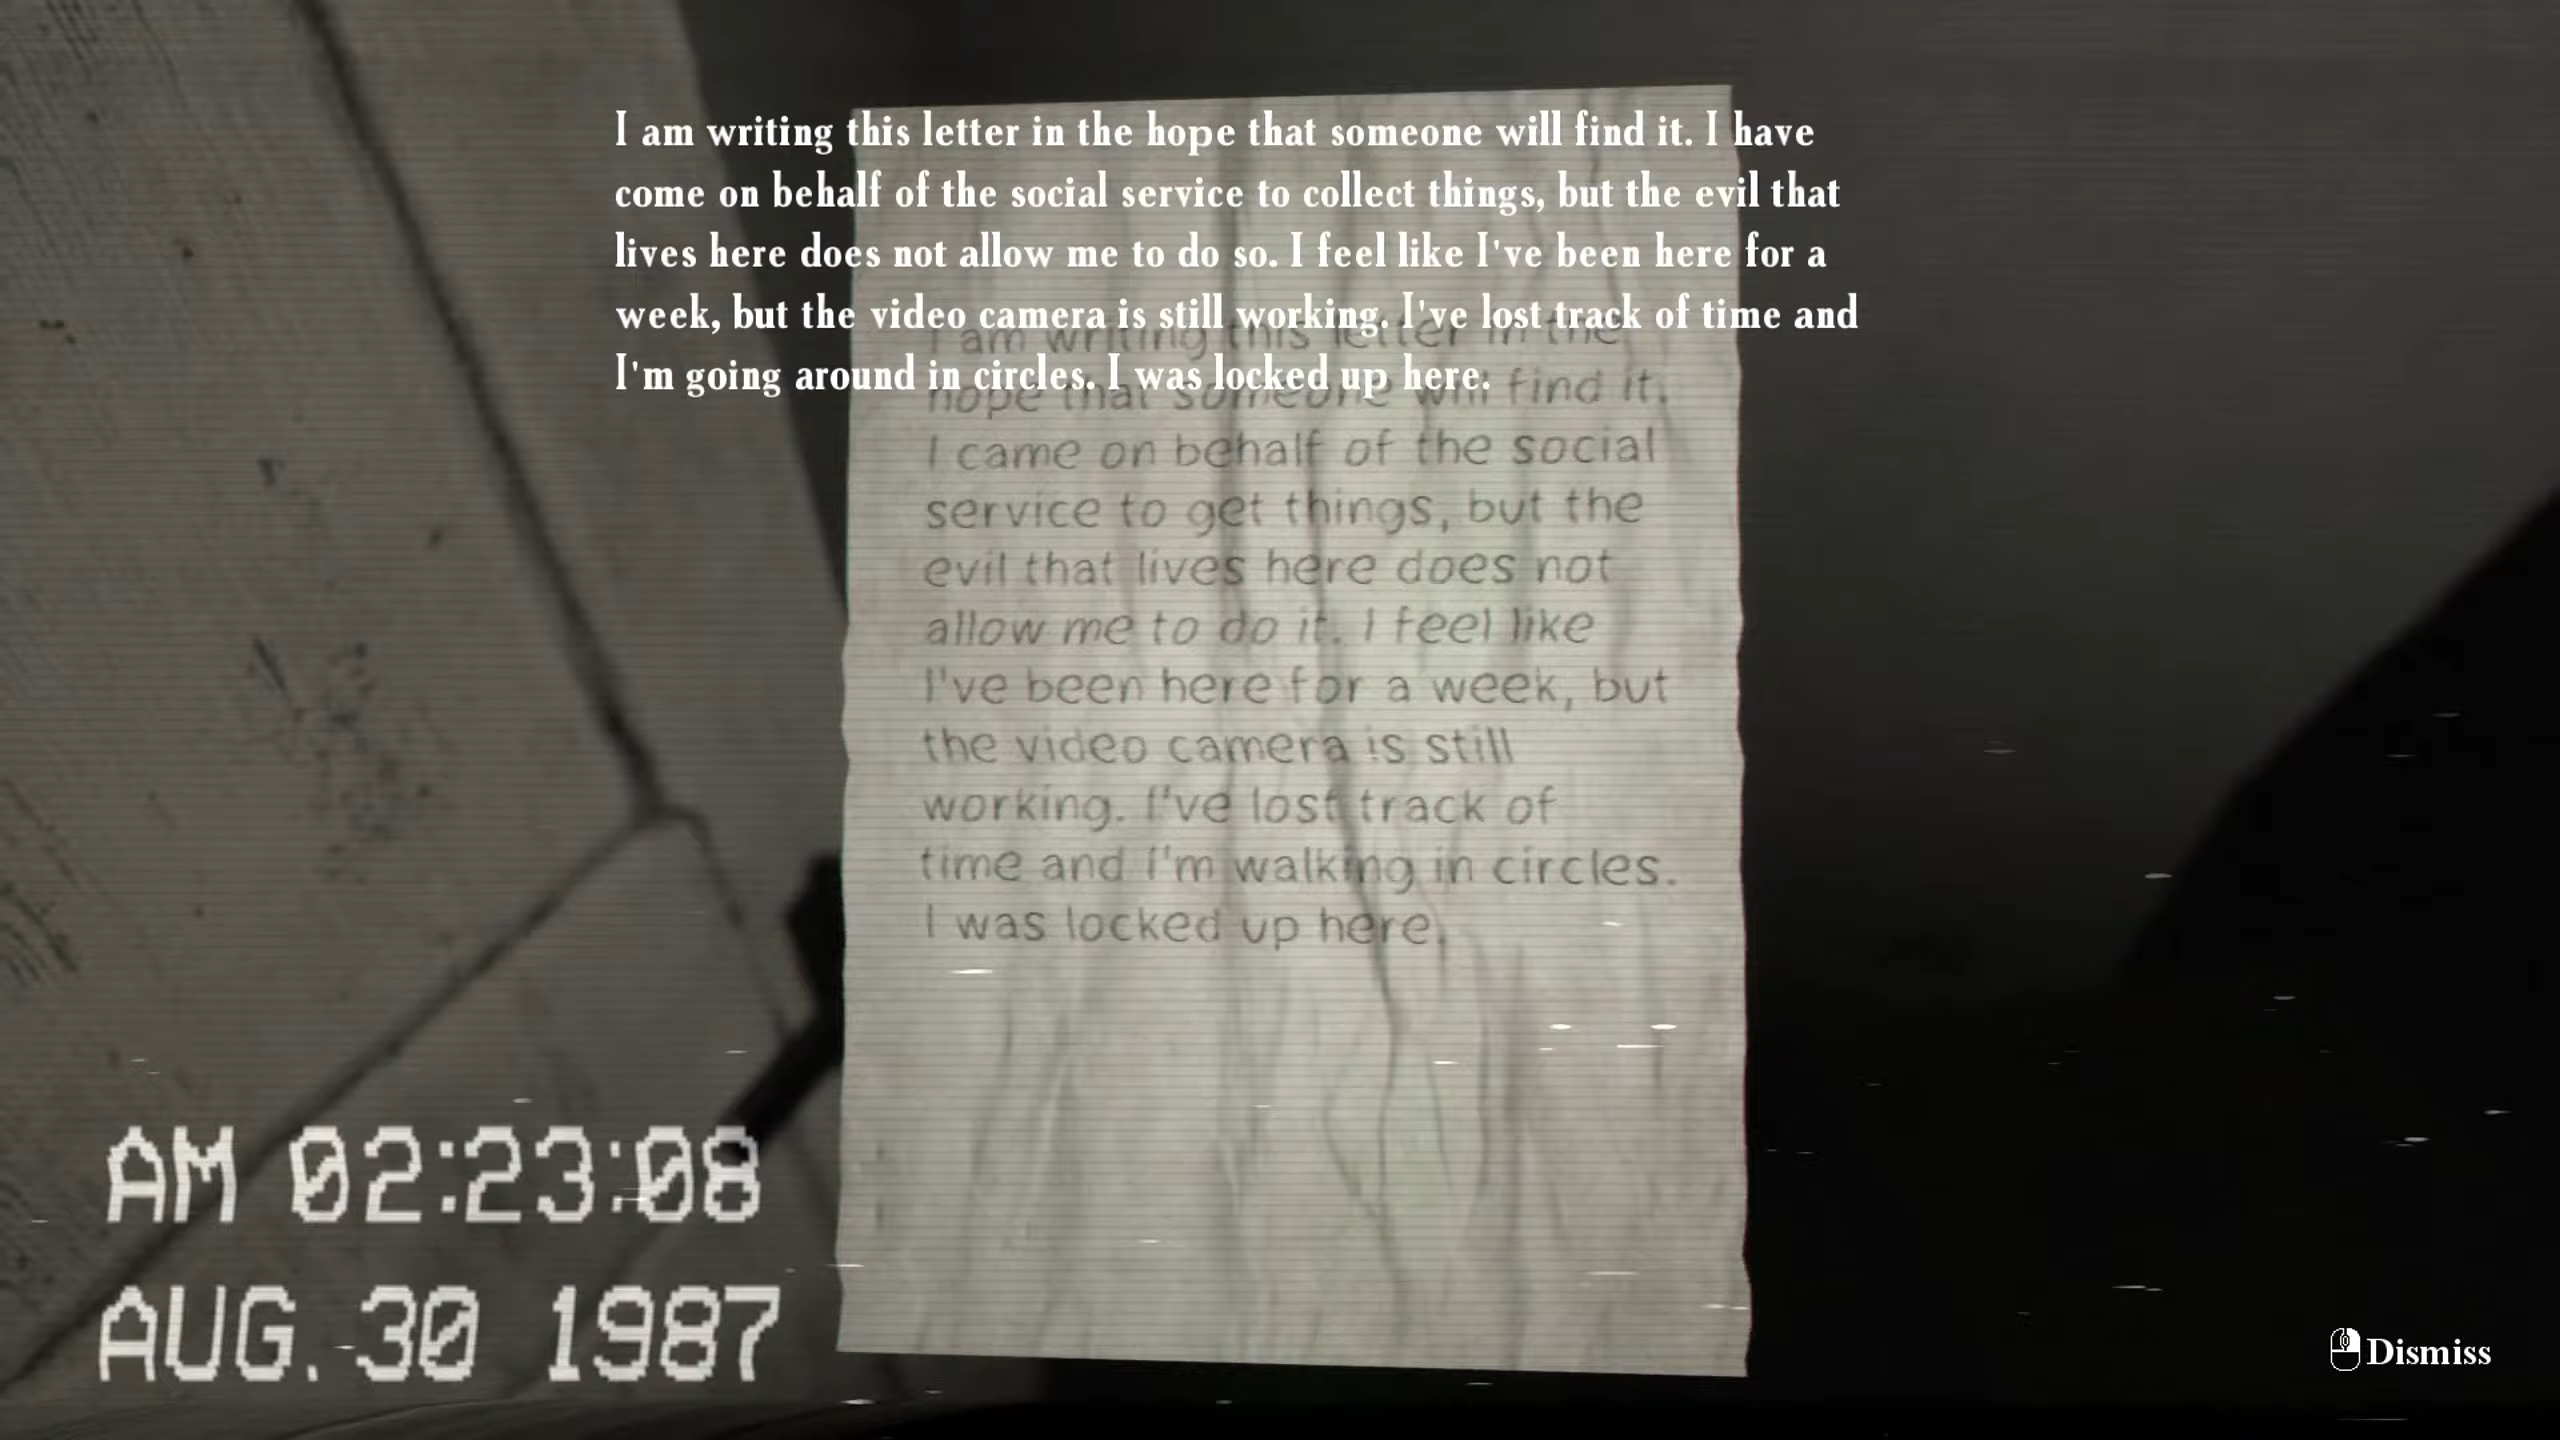 I am writing this letter in the hope that someone will find it. I have
come on behalf of the social service to collect things, but the evil that
lives here does not allow me to do so. I feel like I've been here for a
week, but the video camera is still working. I've lost track of time and
I'm going around in circles. I was locked up here.
I am writing this letter in the
hope that someone will find it.
I came on behalf of the social
service to get things, but the
evil that lives here does not
allow me to do it. I feel like
I've been here for a week, but
the video camera is still
working. I've lost track of
time and I'm walking in circles.
I was locked up here.
AM 02:23:08
AUG. 30 1987
Dismiss